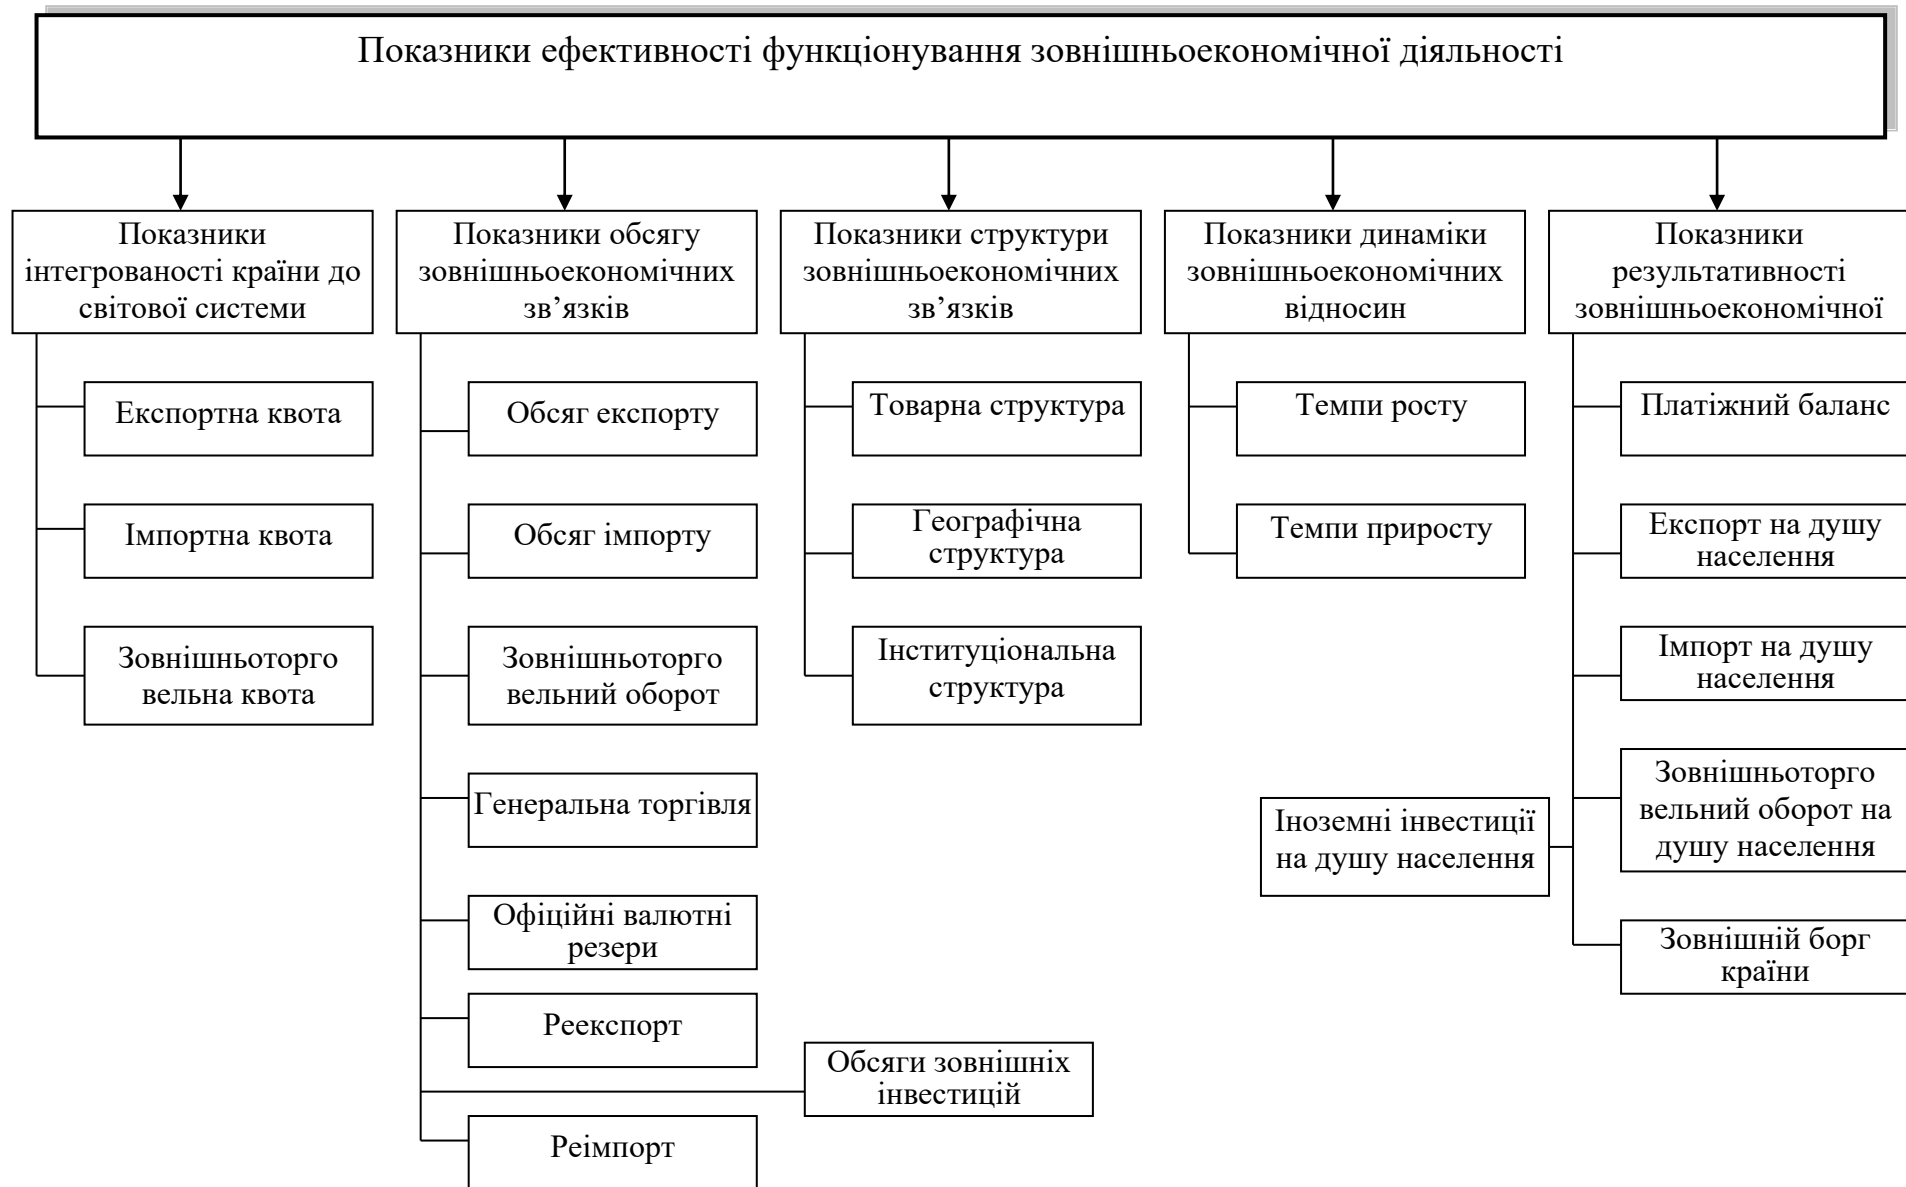 Показники ефективності функціонування зовнішньоекономічної діяльності
Показники
інтегрованості країни до
світової системи
Експортна квота
Імпортна квота
Зовнішньоторго
вельна квота
Показники обсягу
зовнішньоекономічних
зв’язків
Обсяг експорту
Обсяг імпорту
Зовнішньоторго
вельний оборот
Генеральна торгівля
Офіційні валютні
резери
Реекспорт
Обсяги зовнішніх
інвестицій
Реімпорт
Показники структури
зовнішньоекономічних
зв’язків
Товарна структура
Географічна
структура
Інституціональна
структура
Показники динаміки
зовнішньоекономічних
відносин
Темпи росту
Темпи приросту
Показники
результативності
зовнішньоекономічної
Платіжний баланс
Експорт на душу
населення
Імпорт на душу
населення
Зовнішньоторго
вельний оборот на
душу населення
Іноземні інвестиції
на душу населення
Зовнішній борг
країни